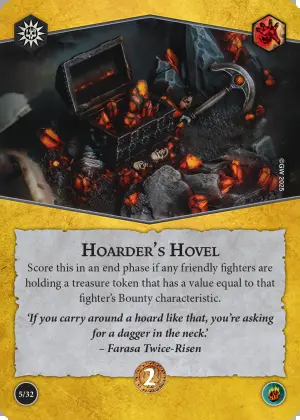 ©GW 2025
HOARDER'S HOVEL
Score this in an end phase if any friendly fighters are
holding a treasure token that has a value equal to that
fighter's Bounty characteristic.
'If you carry around a hoard like that, you're asking
for a dagger in the neck.'
– Farasa Twice-Risen
2
5/32